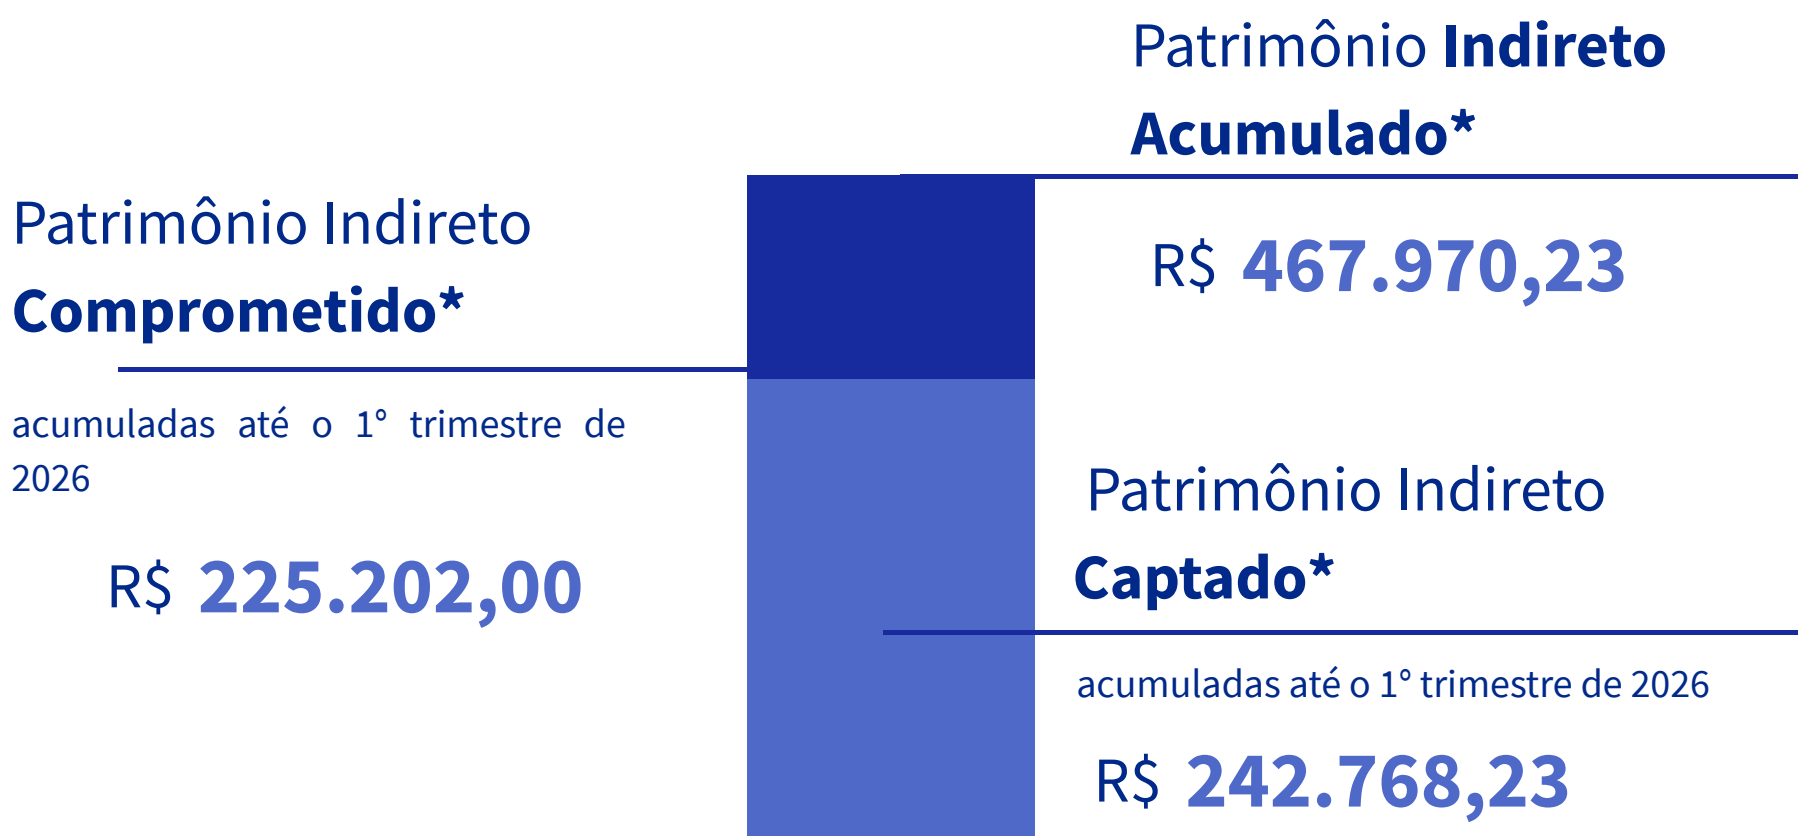 Patrimônio Indireto
Acumulado*
R$ 467.970,23
Patrimônio Indireto
Comprometido*
acumuladas até o 1° trimestre de
2026
R$ 225.202,00
Patrimônio Indireto
Captado*
acumuladas até o 1° trimestre de 2026
R$ 242.768,23